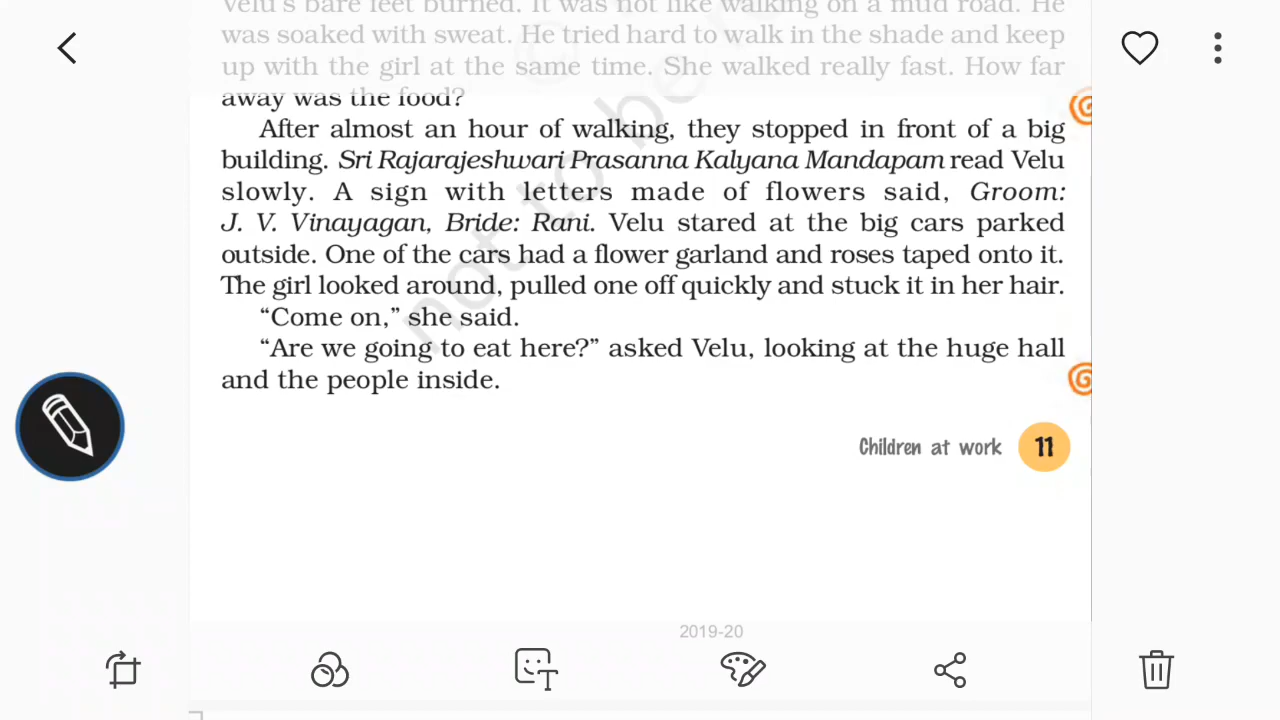 Velu's bare feet burned. It was not like walking on a mud road. He
was soaked with sweat. He tried hard to walk in the shade and keep
up with the girl at the same time. She walked really fast. How far
away was the food?
After almost an hour of walking, they stopped in front of a big
building. Sri Rajarajeshwari Prasanna Kalyana Mandapam read Velu
slowly. A sign with letters made of flowers said, Groom:
J. V. Vinayagan, Bride: Rani. Velu stared at the big cars parked
outside. One of the cars had a flower garland and roses taped onto it.
The girl looked around, pulled one off quickly and stuck it in her hair.
“Come on,” she said.
“Are we going to eat here?” asked Velu, looking at the huge hall
and the people inside.
Children at work 11
2019-20
not to be